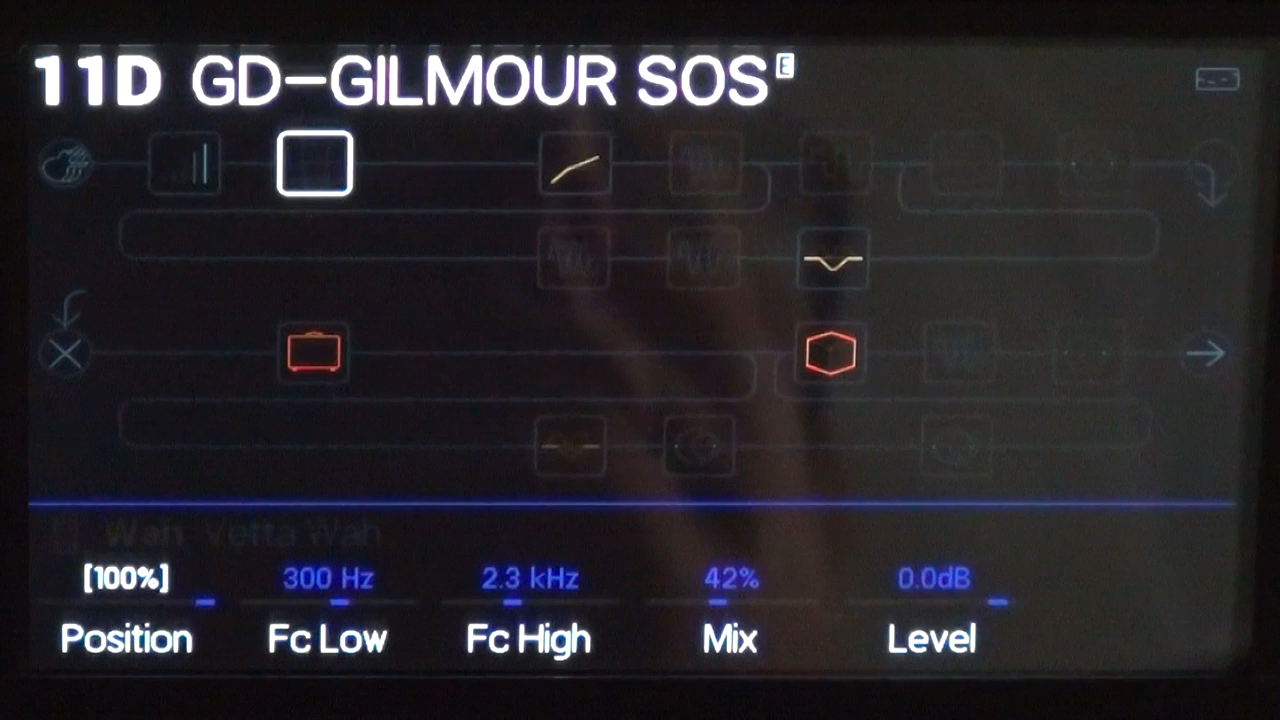 11D GD-GILMOUR SOS E
Wah Vetta Wah
[100%] 300 Hz 2.3 kHz 42% 0.0dB
Position Fc Low Fc High Mix Level